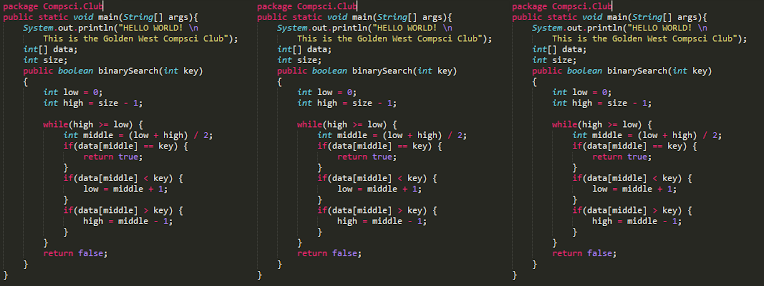 package Compsci.Club
public static void main(String[] args){
System.out.println("HELLO WORLD! \n
This is the Golden West Compsci Club");
int[] data;
int size;
public boolean binarySearch(int key)
{
int low = 0;
int high = size - 1;
while(high >= low) {
int middle = (low + high) / 2;
if(data[middle] == key) {
return true;
}
if(data[middle] < key) {
low = middle + 1;
}
if(data[middle] > key) {
high = middle - 1;
}
}
return false;
}
}
package Compsci.Club
public static void main(String[] args){
System.out.println("HELLO WORLD! \n
This is the Golden West Compsci Club");
int[] data;
int size;
public boolean binarySearch(int key)
{
int low = 0;
int high = size - 1;
while(high >= low) {
int middle = (low + high) / 2;
if(data[middle] == key) {
return true;
}
if(data[middle] < key) {
low = middle + 1;
}
if(data[middle] > key) {
high = middle - 1;
}
}
return false;
}
}
package Compsci.Club
public static void main(String[] args){
System.out.println("HELLO WORLD! \n
This is the Golden West Compsci Club");
int[] data;
int size;
public boolean binarySearch(int key)
{
int low = 0;
int high = size - 1;
while(high >= low) {
int middle = (low + high) / 2;
if(data[middle] == key) {
return true;
}
if(data[middle] < key) {
low = middle + 1;
}
if(data[middle] > key) {
high = middle - 1;
}
}
return false;
}
}